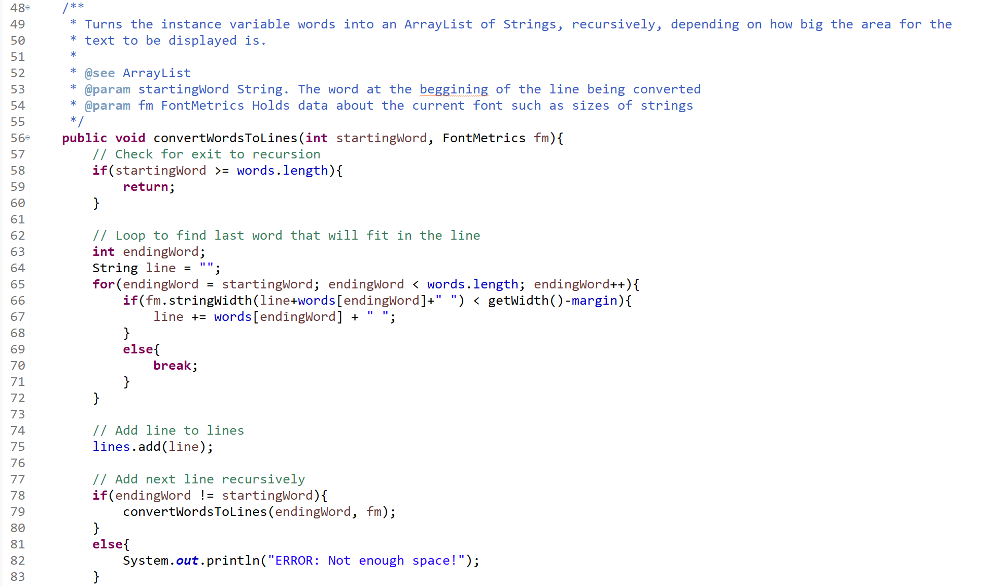 48 /**
49 * Turns the instance variable words into an ArrayList of Strings, recursively, depending on how big the area for the
50 * text to be displayed is.
51 *
52 * @see ArrayList
53 * @param startingWord String. The word at the beggining of the line being converted
54 * @param fm FontMetrics Holds data about the current font such as sizes of strings
55 */
56 public void convertWordsToLines(int startingWord, FontMetrics fm){
57 // Check for exit to recursion
58 if(startingWord >= words.length){
59 return;
60 }
61
62 // Loop to find last word that will fit in the line
63 int endingWord;
64 String line = "";
65 for(endingWord = startingWord; endingWord < words.length; endingWord++){
66 if(fm.stringWidth(line+words[endingWord]+" ") < getWidth()-margin){
67 line += words[endingWord] + " ";
68 }
69 else{
70 break;
71 }
72 }
73
74 // Add line to lines
75 lines.add(line);
76
77 // Add next line recursively
78 if(endingWord != startingWord){
79 convertWordsToLines(endingWord, fm);
80 }
81 else{
82 System.out.println("ERROR: Not enough space!");
83 }